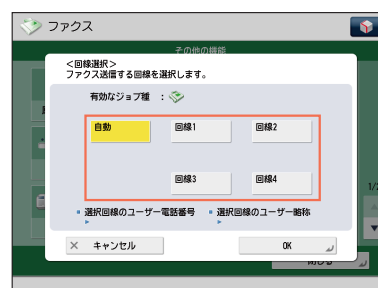 ファクス
その他の機能
<回線選択>
ファクス送信する回線を選択します。
有効なジョブ種 :
自動 回線1 回線2
回線3 回線4
1/2
▪ 選択回線のユーザー電話番号 ▪ 選択回線のユーザー略称
× キャンセル OK
閉じる